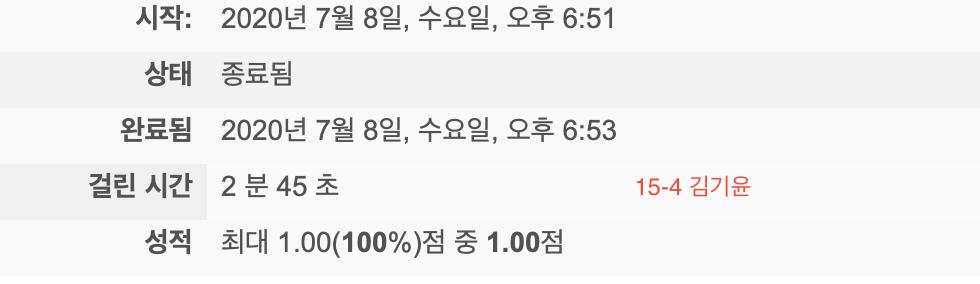 시작: 2020년 7월 8일, 수요일, 오후 6:51
상태 종료됨
완료됨 2020년 7월 8일, 수요일, 오후 6:53
걸린 시간 2 분 45 초 15-4 김기윤
성적 최대 1.00(100%)점 중 1.00점